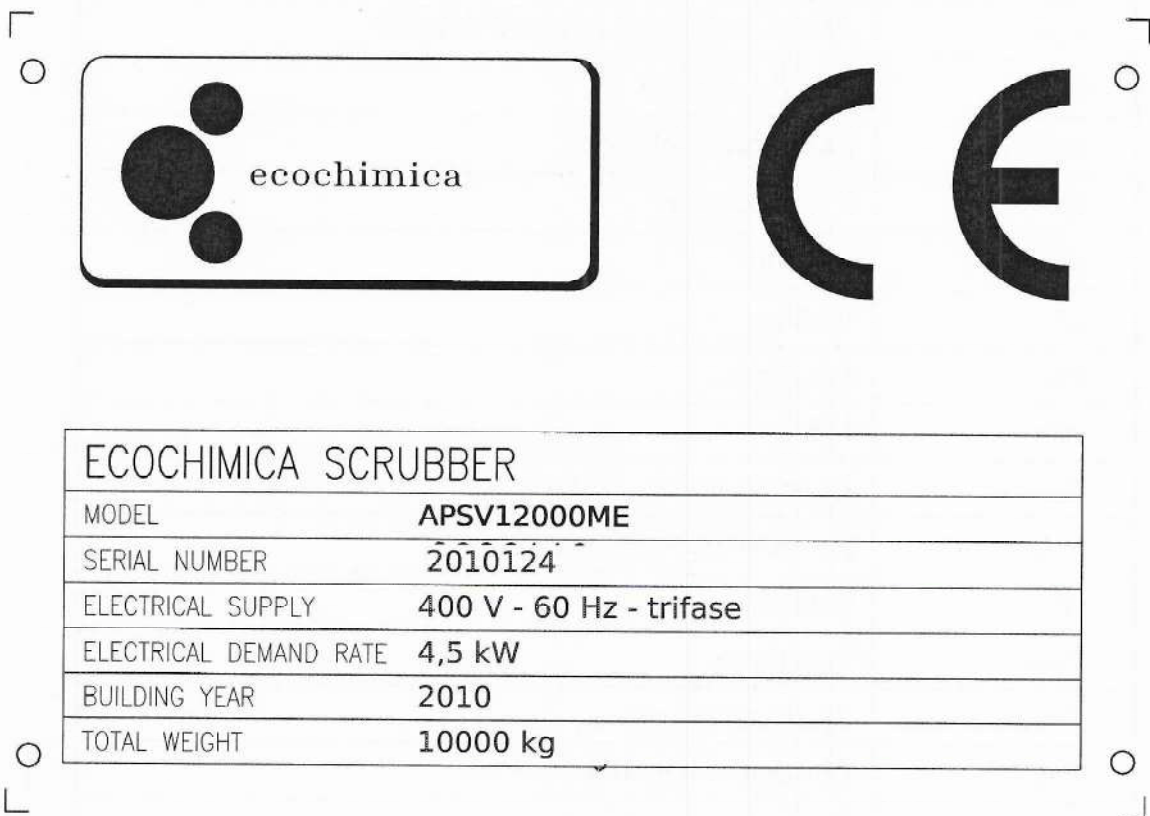 ecochimica
CE
ECOCHIMICA SCRUBBER
MODEL APSV12000ME
SERIAL NUMBER 2010124
ELECTRICAL SUPPLY 400 V - 60 Hz - trifase
ELECTRICAL DEMAND RATE 4,5 kW
BUILDING YEAR 2010
TOTAL WEIGHT 10000 kg